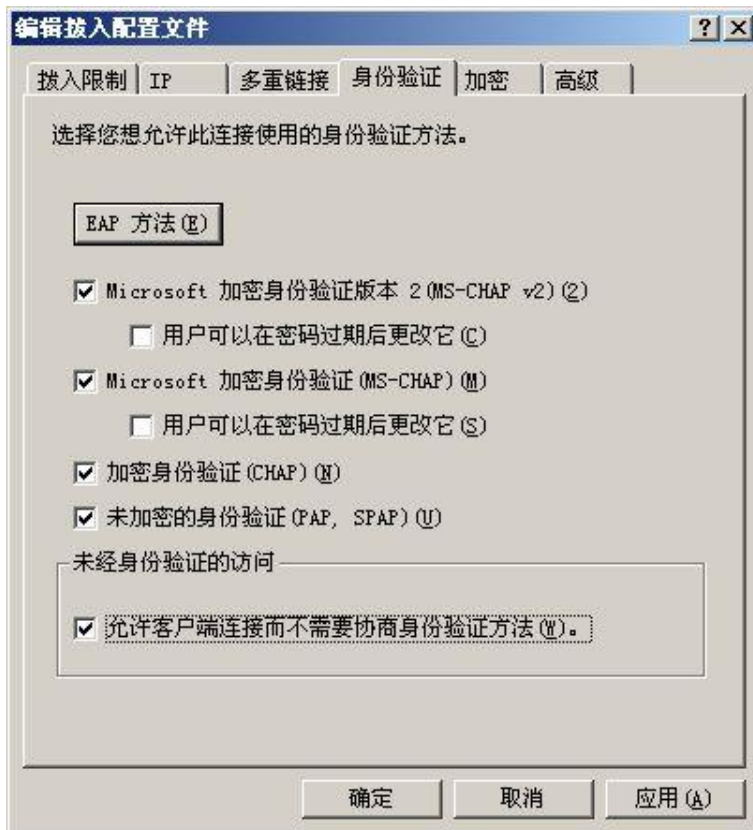 编辑拨入配置文件
拨入限制 IP 多重链接 身份验证 加密 高级
选择您想允许此连接使用的身份验证方法。
EAP 方法(E)
Microsoft 加密身份验证版本 2(MS-CHAP v2)(2)
用户可以在密码过期后更改它(C)
Microsoft 加密身份验证(MS-CHAP)(M)
用户可以在密码过期后更改它(S)
加密身份验证(CHAP)(N)
未加密的身份验证(PAP, SPAP)(U)
未经身份验证的访问
允许客户端连接而不需要协商身份验证方法(W)。
确定 取消 应用(A)